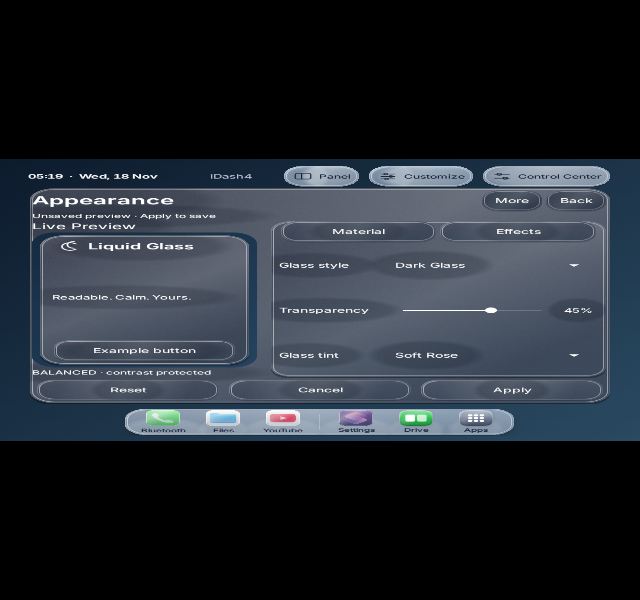 05:19 · Wed, 18 Nov
IDash4
Panel
Customize
Control Center
Appearance
More
Back
Unsaved preview · Apply to save
Live Preview
Liquid Glass
Readable. Calm. Yours.
Example button
BALANCED · contrast protected
Material
Effects
Glass style
Dark Glass
Transparency
45%
Glass tint
Soft Rose
Reset
Cancel
Apply
Bluetooth
Files
YouTube
Settings
Drive
Apps